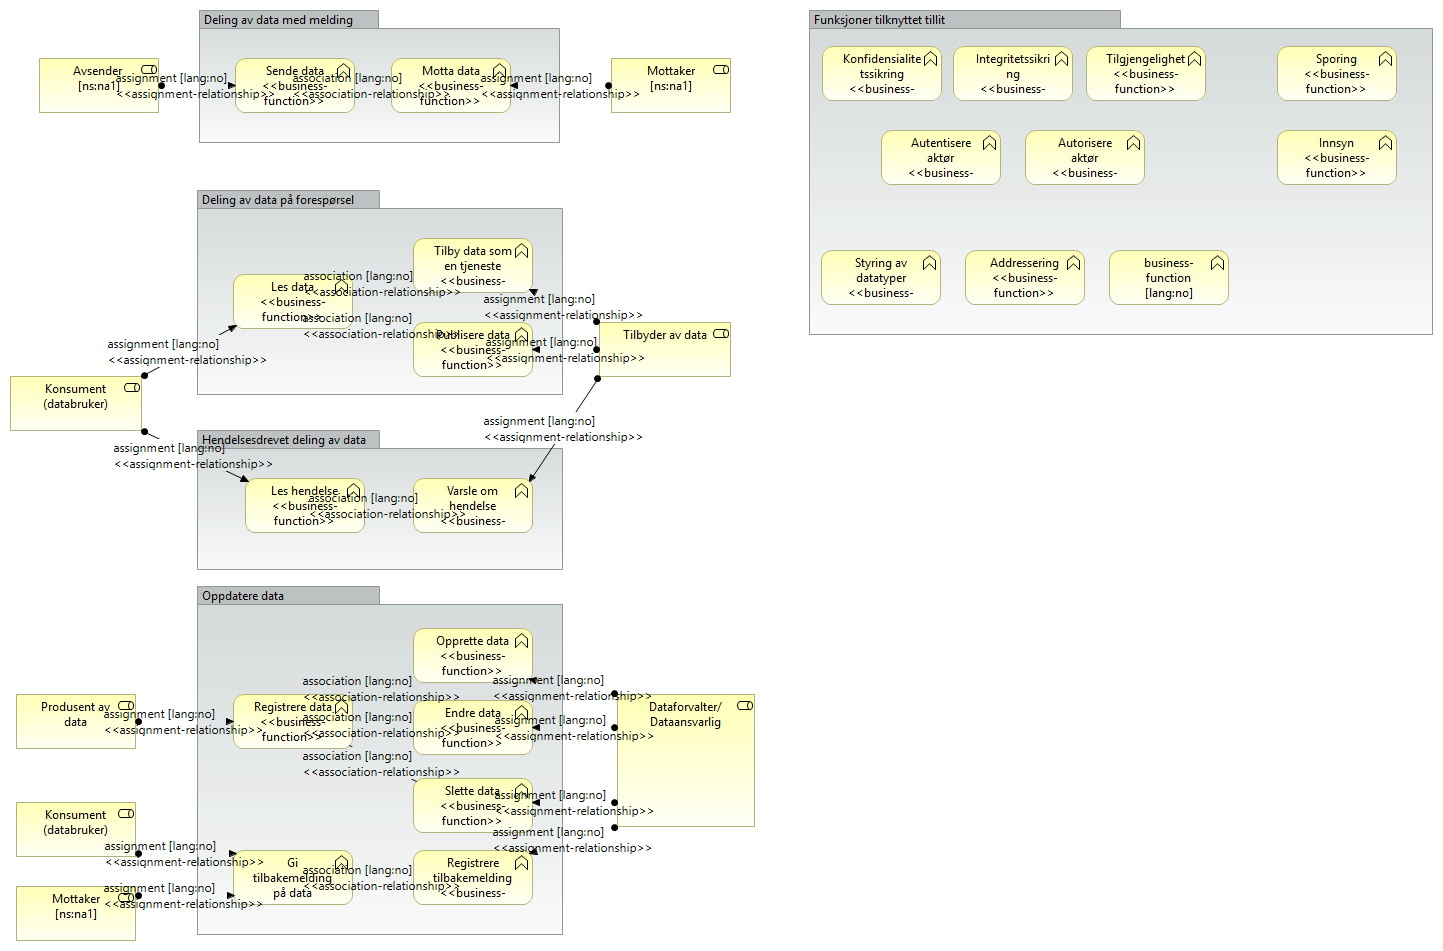 Deling av data med melding
Avsender
[ns:na1]
assignment [lang:no]
<<assignment-relationship>>
Sende data
<<business-
function>>
association [lang:no]
<<association-relationship>>
Motta data
<<business-
function>>
assignment [lang:no]
<<assignment-relationship>>
Mottaker
[ns:na1]
Deling av data på forespørsel
Tilby data som
en tjeneste
<<business-
Les data
<<business-
function>>
association [lang:no]
<<association-relationship>>
association [lang:no]
<<association-relationship>>
Publisere data
<<business-
function>>
assignment [lang:no]
<<assignment-relationship>>
assignment [lang:no]
<<assignment-relationship>>
Tilbyder av data
assignment [lang:no]
<<assignment-relationship>>
Konsument
(databruker)
assignment [lang:no]
<<assignment-relationship>>
assignment [lang:no]
<<assignment-relationship>>
Hendelsesdrevet deling av data
Les hendelse
<<business-
function>>
association [lang:no]
<<association-relationship>>
Varsle om
hendelse
<<business-
Oppdatere data
Opprette data
<<business-
function>>
Produsent av
data
assignment [lang:no]
<<assignment-relationship>>
Registrere data
<<business-
function>>
association [lang:no]
<<association-relationship>>
association [lang:no]
<<association-relationship>>
association [lang:no]
<<association-relationship>>
Endre data
<<business-
function>>
assignment [lang:no]
<<assignment-relationship>>
assignment [lang:no]
<<assignment-relationship>>
Dataforvalter/
Dataansvarlig
Slette data
<<business-
function>>
assignment [lang:no]
<<assignment-relationship>>
assignment [lang:no]
<<assignment-relationship>>
Konsument
(databruker)
assignment [lang:no]
<<assignment-relationship>>
Gi
tilbakemelding
på data
association [lang:no]
<<association-relationship>>
Registrere
tilbakemelding
<<business-
Mottaker
[ns:na1]
assignment [lang:no]
<<assignment-relationship>>
Funksjoner tilknyttet tillit
Konfidensialite
tssikring
<<business-
Integritetssikri
ng
<<business-
Tilgjengelighet
<<business-
function>>
Sporing
<<business-
function>>
Autentisere
aktør
<<business-
Autorisere
aktør
<<business-
Innsyn
<<business-
function>>
Styring av
datatyper
<<business-
Addressering
<<business-
function>>
business-
function
[lang:no]